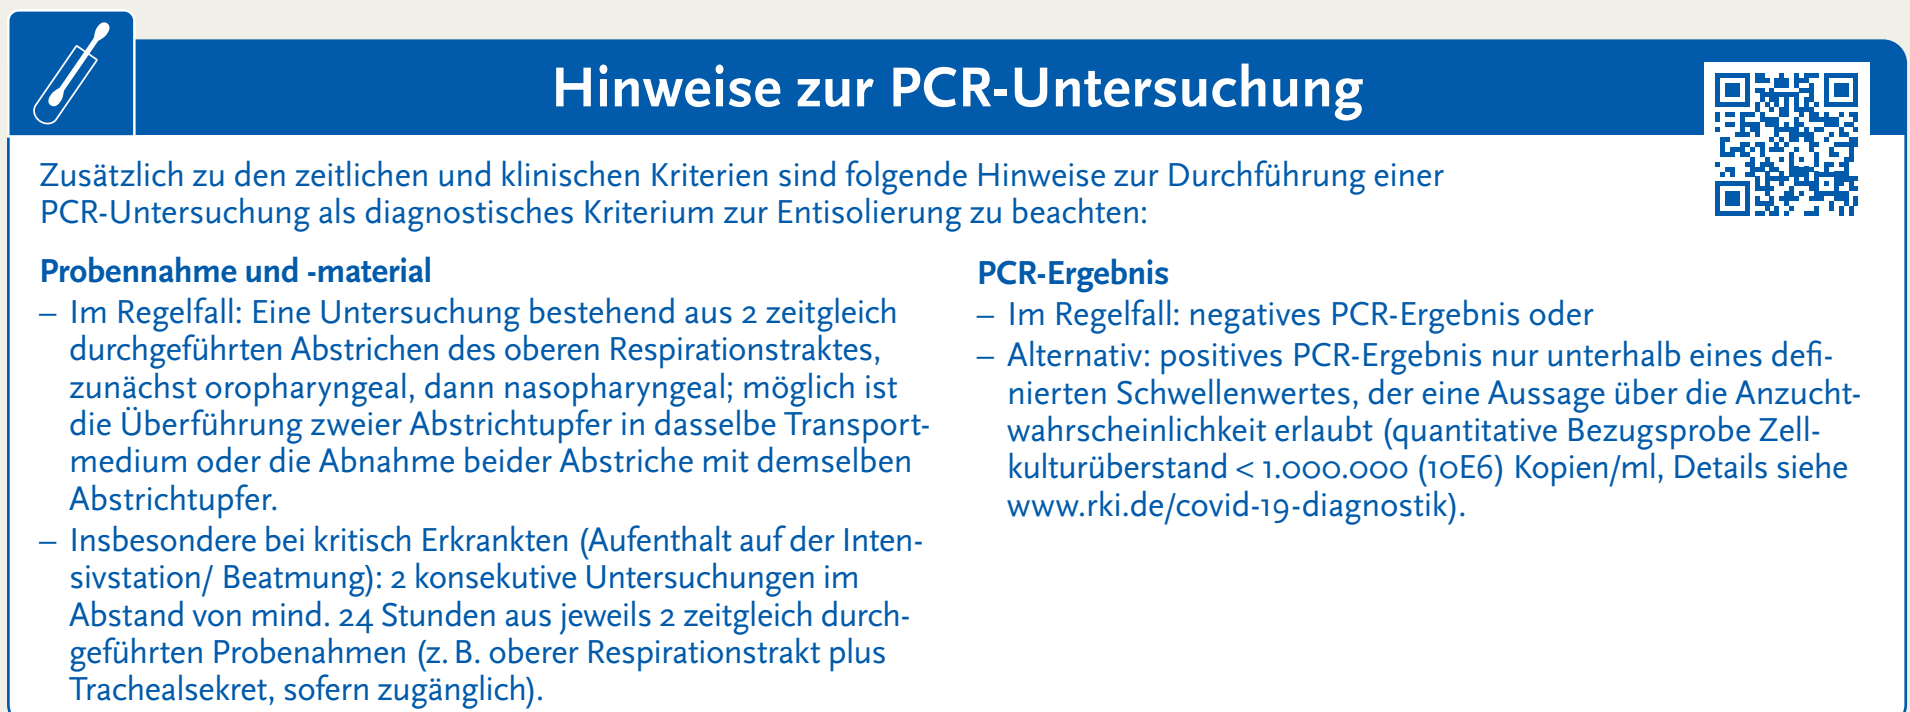 Hinweise zur PCR-Untersuchung
Zusätzlich zu den zeitlichen und klinischen Kriterien sind folgende Hinweise zur Durchführung einer
PCR-Untersuchung als diagnostisches Kriterium zur Entisolierung zu beachten:
Probennahme und -material
– Im Regelfall: Eine Untersuchung bestehend aus 2 zeitgleich
durchgeführten Abstrichen des oberen Respirationstraktes,
zunächst oropharyngeal, dann nasopharyngeal; möglich ist
die Überführung zweier Abstrichtupfer in dasselbe Transport-
medium oder die Abnahme beider Abstriche mit demselben
Abstrichtupfer.
– Insbesondere bei kritisch Erkrankten (Aufenthalt auf der Inten-
sivstation/ Beatmung): 2 konsekutive Untersuchungen im
Abstand von mind. 24 Stunden aus jeweils 2 zeitgleich durch-
geführten Probenahmen (z. B. oberer Respirationstrakt plus
Trachealsekret, sofern zugänglich).
PCR-Ergebnis
– Im Regelfall: negatives PCR-Ergebnis oder
– Alternativ: positives PCR-Ergebnis nur unterhalb eines defi-
nierten Schwellenwertes, der eine Aussage über die Anzucht-
wahrscheinlichkeit erlaubt (quantitative Bezugsprobe Zell-
kulturüberstand < 1.000.000 (10E6) Kopien/ml, Details siehe
www.rki.de/covid-19-diagnostik).